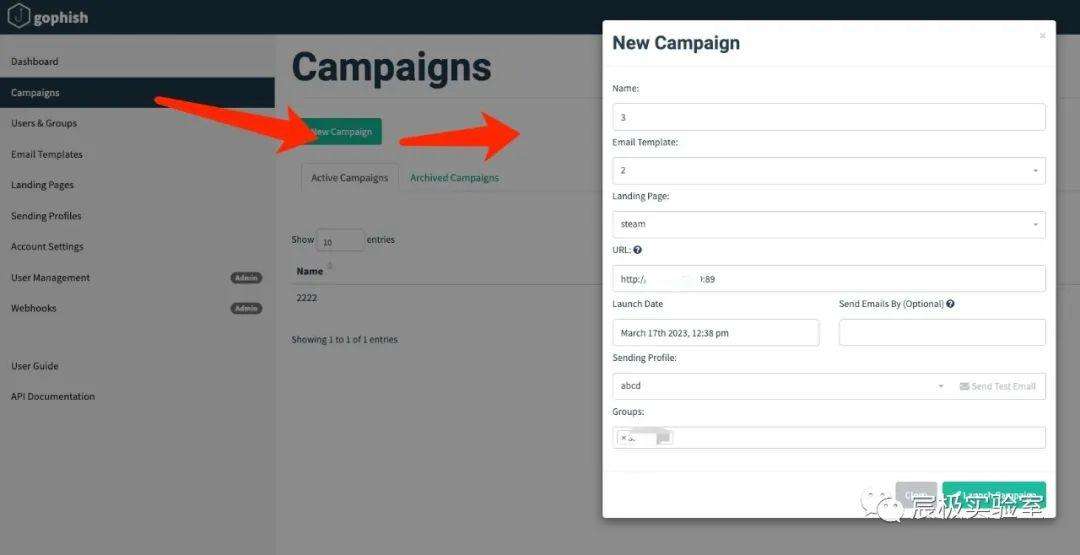 gophish
Dashboard
Campaigns
Users & Groups
Email Templates
Landing Pages
Sending Profiles
Account Settings
User Management Admin
Webhooks Admin
User Guide
API Documentation
Campaigns
New Campaign
Active Campaigns Archived Campaigns
Show 10 entries
Name
2222
Showing 1 to 1 of 1 entries
New Campaign ×
Name:
3
Email Template:
2
Landing Page:
steam
URL: ?
http:/ :89
Launch Date Send Emails By (Optional) ?
March 17th 2023, 12:38 pm
Sending Profile:
abcd Send Test Email
Groups:
×
Launch Campaign
宸极实验室